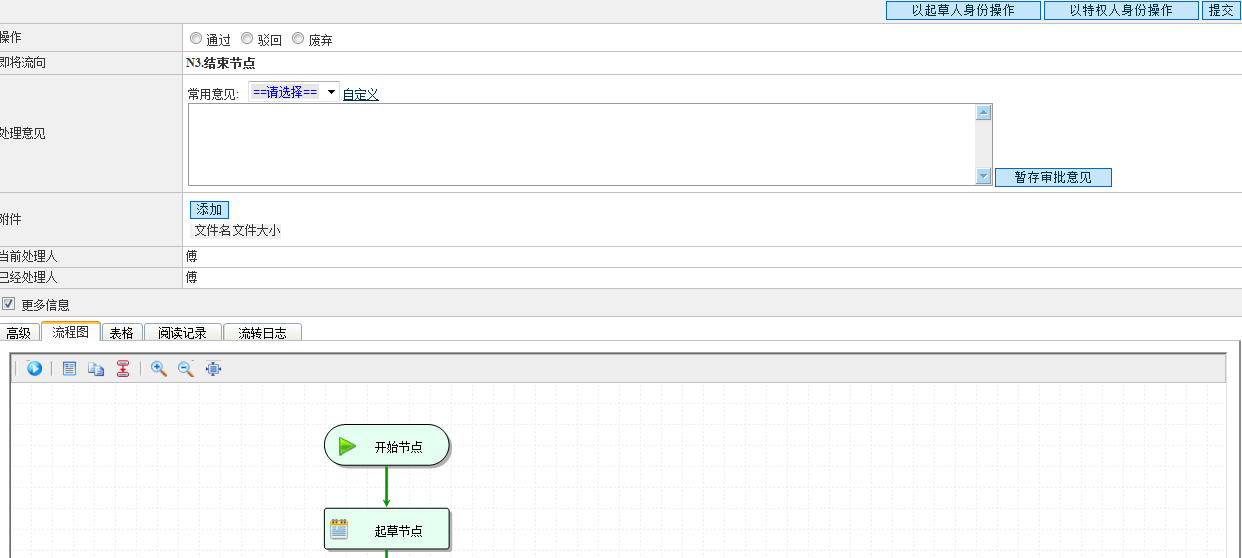 以起草人身份操作 以特权人身份操作 提交
操作 通过 驳回 废弃
即将流向 N3.结束节点
常用意见: ==请选择== 自定义
处理意见
暂存审批意见
添加
附件
文件名 文件大小
当前处理人 傅
已经处理人 傅
更多信息
高级 流程图 表格 阅读记录 流转日志
开始节点
起草节点